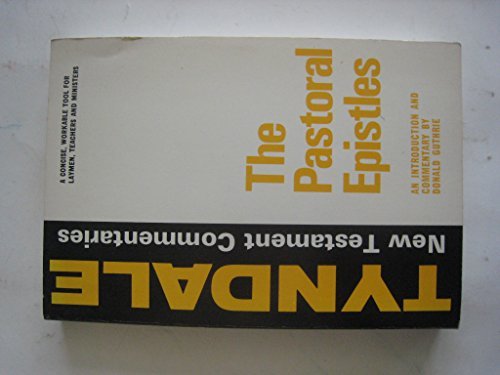 A CONCISE, WORKABLE TOOL FOR
LAYMEN, TEACHERS AND MINISTERS
The
Pastoral
Epistles
AN INTRODUCTION AND
COMMENTARY BY
DONALD GUTHRIE
New Testament Commentaries
TYNDALE